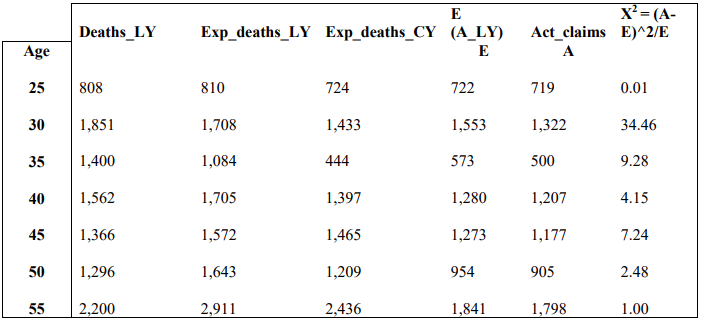 E X² = (A-
Deaths_LY Exp_deaths_LY Exp_deaths_CY (A_LY) Act_claims E)^2/E
Age E A
25 808 810 724 722 719 0.01
30 1,851 1,708 1,433 1,553 1,322 34.46
35 1,400 1,084 444 573 500 9.28
40 1,562 1,705 1,397 1,280 1,207 4.15
45 1,366 1,572 1,465 1,273 1,177 7.24
50 1,296 1,643 1,209 954 905 2.48
55 2,200 2,911 2,436 1,841 1,798 1.00